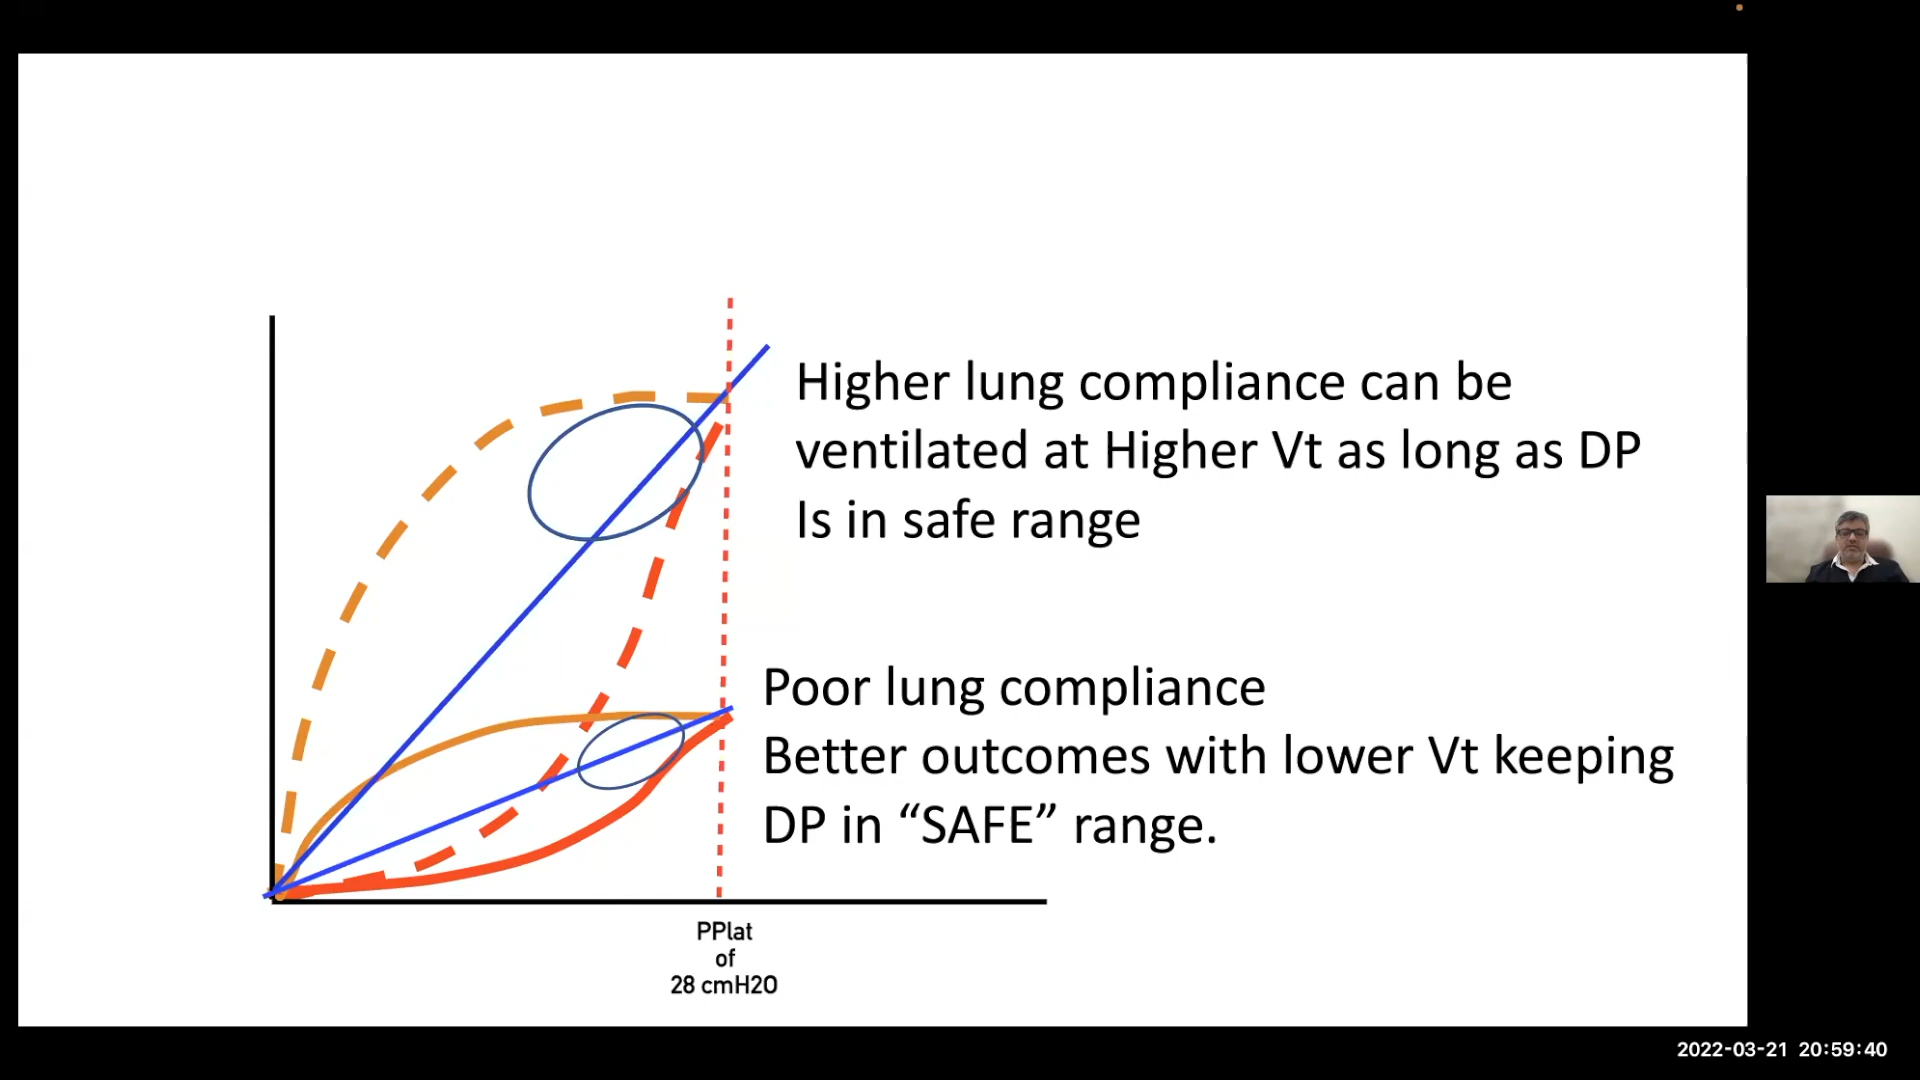 Higher lung compliance can be
ventilated at Higher Vt as long as DP
Is in safe range
Poor lung compliance
Better outcomes with lower Vt keeping
DP in “SAFE” range.
PPlat
of
28 cmH2O
2022-03-21 20:59:40